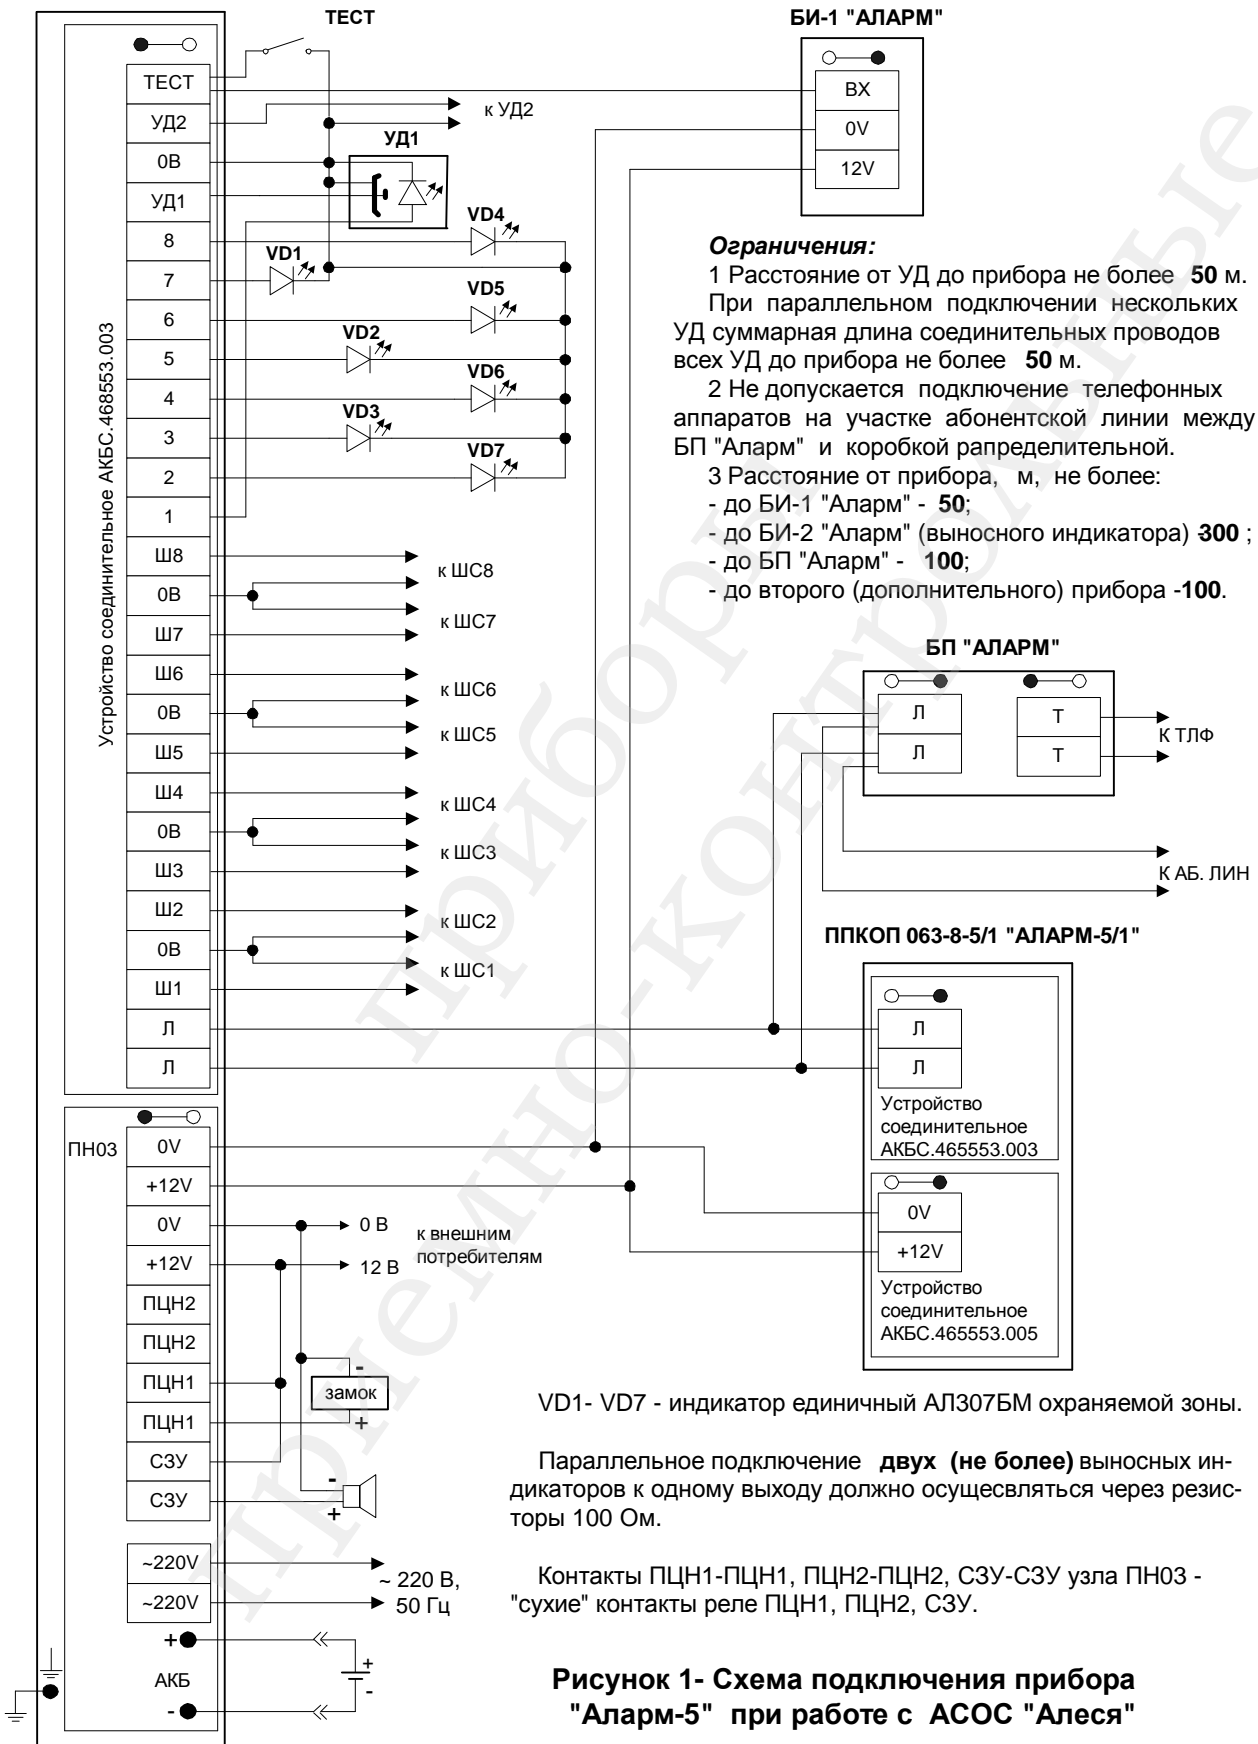 ТЕСТ
БИ-1 "АЛАРМ"
Устройство соединительное АКБС.468553.003
ТЕСТ
УД2
0В
УД1
8
7
6
5
4
3
2
1
Ш8
0В
Ш7
Ш6
0В
Ш5
Ш4
0В
Ш3
Ш2
0В
Ш1
Л
Л
к УД2
УД1
VD4
VD1
VD5
VD2
VD6
VD3
VD7
к ШС8
к ШС7
к ШС6
к ШС5
к ШС4
к ШС3
к ШС2
к ШС1
ВХ
0V
12V
Ограничения:
1 Расстояние от УД до прибора не более 50 м.
При параллельном подключении нескольких
УД суммарная длина соединительных проводов
всех УД до прибора не более 50 м.
2 Не допускается подключение телефонных
аппаратов на участке абонентской линии между
БП "Аларм" и коробкой рапределительной.
3 Расстояние от прибора, м, не более:
- до БИ-1 "Аларм" - 50;
- до БИ-2 "Аларм" (выносного индикатора) -300 ;
- до БП "Аларм" - 100;
- до второго (дополнительного) прибора -100.
БП "АЛАРМ"
Л
Л
Т
Т
К ТЛФ
К АБ. ЛИН
ППКОП 063-8-5/1 "АЛАРМ-5/1"
Л
Л
Устройство
соединительное
АКБС.465553.003
0V
+12V
Устройство
соединительное
АКБС.465553.005
ПН03
0V
+12V
0V
+12V
ПЦН2
ПЦН2
ПЦН1
ПЦН1
СЗУ
СЗУ
~220V
~220V
+
АКБ
-
0 В
12 В
к внешним
потребителям
-
замок
+
-
+
~ 220 В,
50 Гц
+
-
VD1- VD7 - индикатор единичный АЛ307БМ охраняемой зоны.
Параллельное подключение двух (не более) выносных ин-
дикаторов к одному выходу должно осущесвляться через резис-
торы 100 Ом.
Контакты ПЦН1-ПЦН1, ПЦН2-ПЦН2, СЗУ-СЗУ узла ПН03 -
"сухие" контакты реле ПЦН1, ПЦН2, СЗУ.
Рисунок 1- Схема подключения прибора
"Аларм-5" при работе с АСОС "Алеся"
приборы
приемно-контрольные